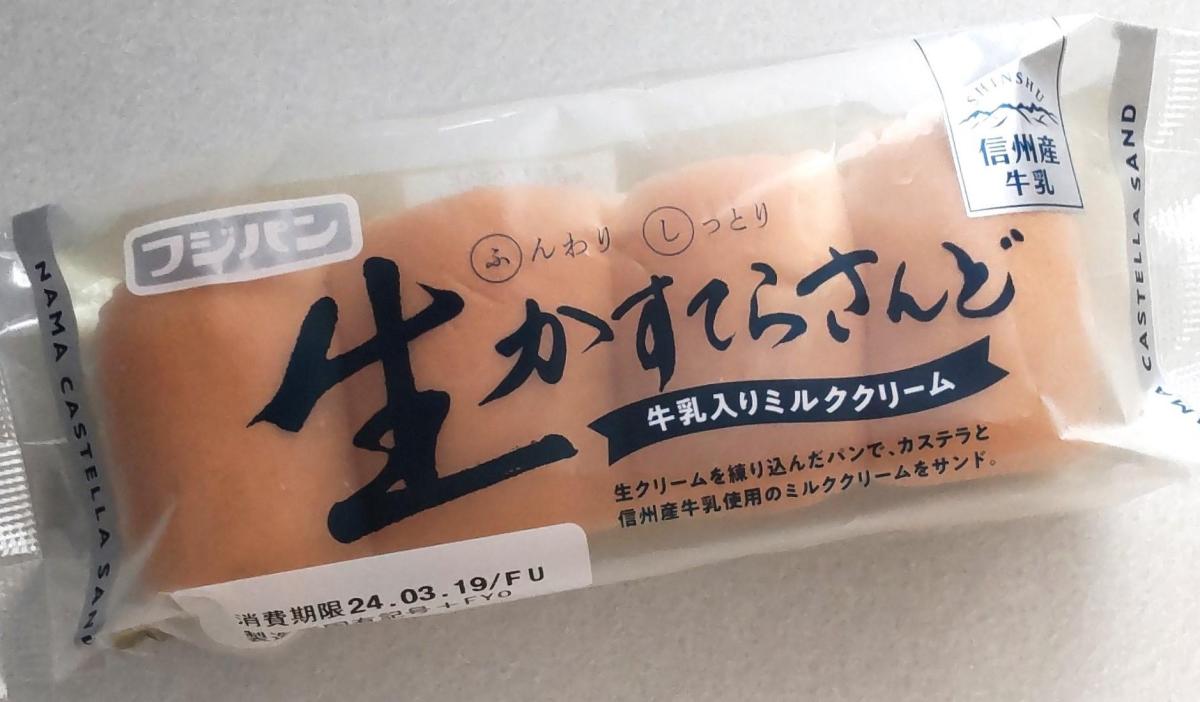 フジパン
ふんわり しっとり
生かすてらさんど
牛乳入りミルククリーム
生クリームを練り込んだパンで、カステラと
信州産牛乳使用のミルククリームをサンド。
SHINSHU
信州産
牛乳
NAMA CASTELLA SAND
CASTELLA SAND
消費期限24.03.19/FU